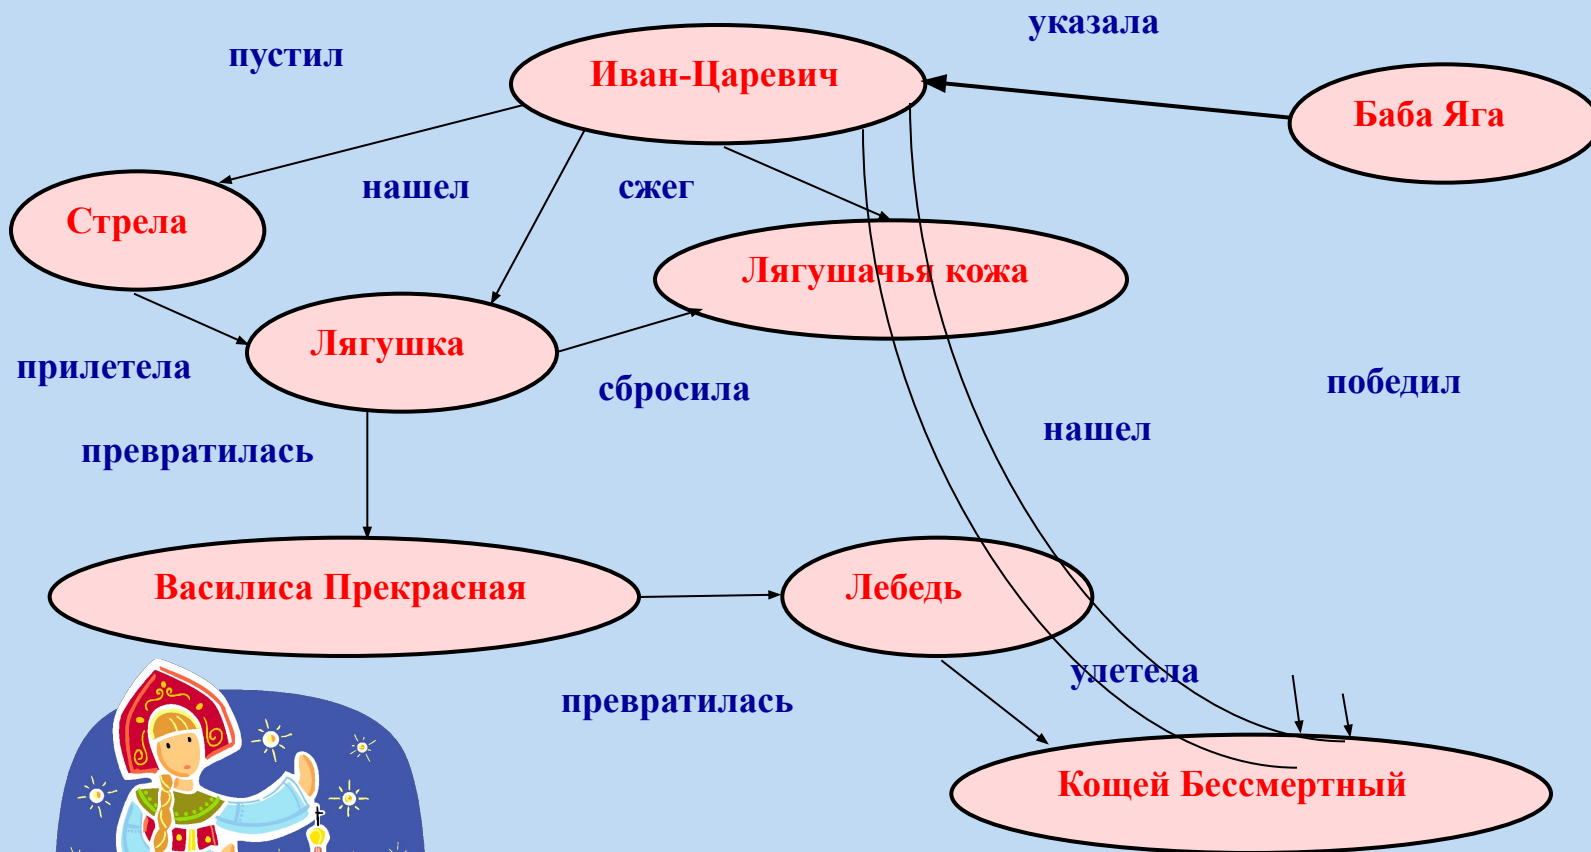 указала
пустил
Иван-Царевич
Баба Яга
нашел
сжег
Стрела
Лягушачья кожа
Лягушка
прилетела
сбросила
победил
нашел
превратилась
Василиса Прекрасная
Лебедь
улетела
превратилась
Кощей Бессмертный